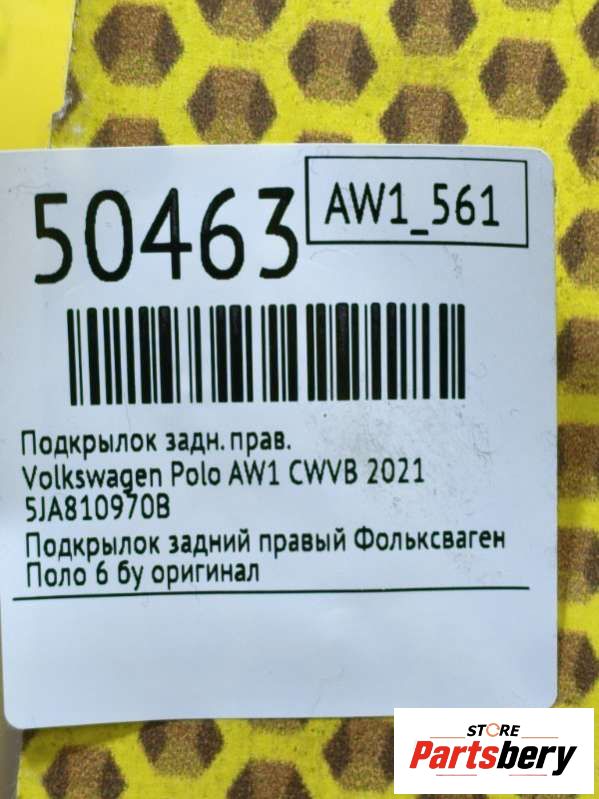 50463
AW1_561
Подкрылок задн. прав.
Volkswagen Polo AW1 CWVB 2021
5JA810970B
Подкрылок задний правый Фольксваген
Поло 6 бу оригинал
STORE
Partsbery